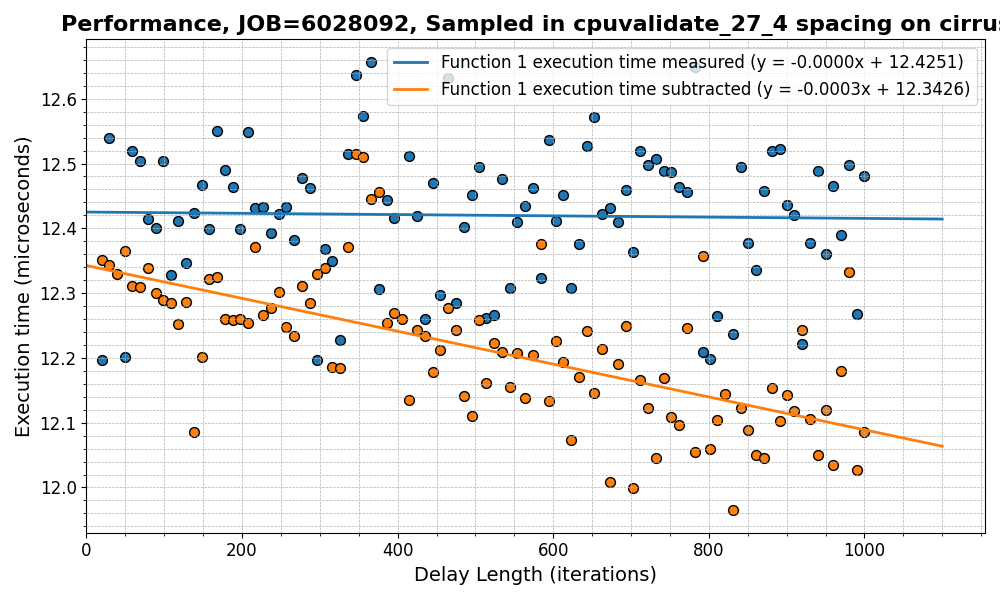 Performance, JOB=6028092, Sampled in cpuvalidate_27_4 spacing on cirrus
Function 1 execution time measured (y = -0.0000x + 12.4251)
Function 1 execution time subtracted (y = -0.0003x + 12.3426)
Execution time (microseconds)
12.6
12.5
12.4
12.3
12.2
12.1
12.0
0 200 400 600 800 1000
Delay Length (iterations)